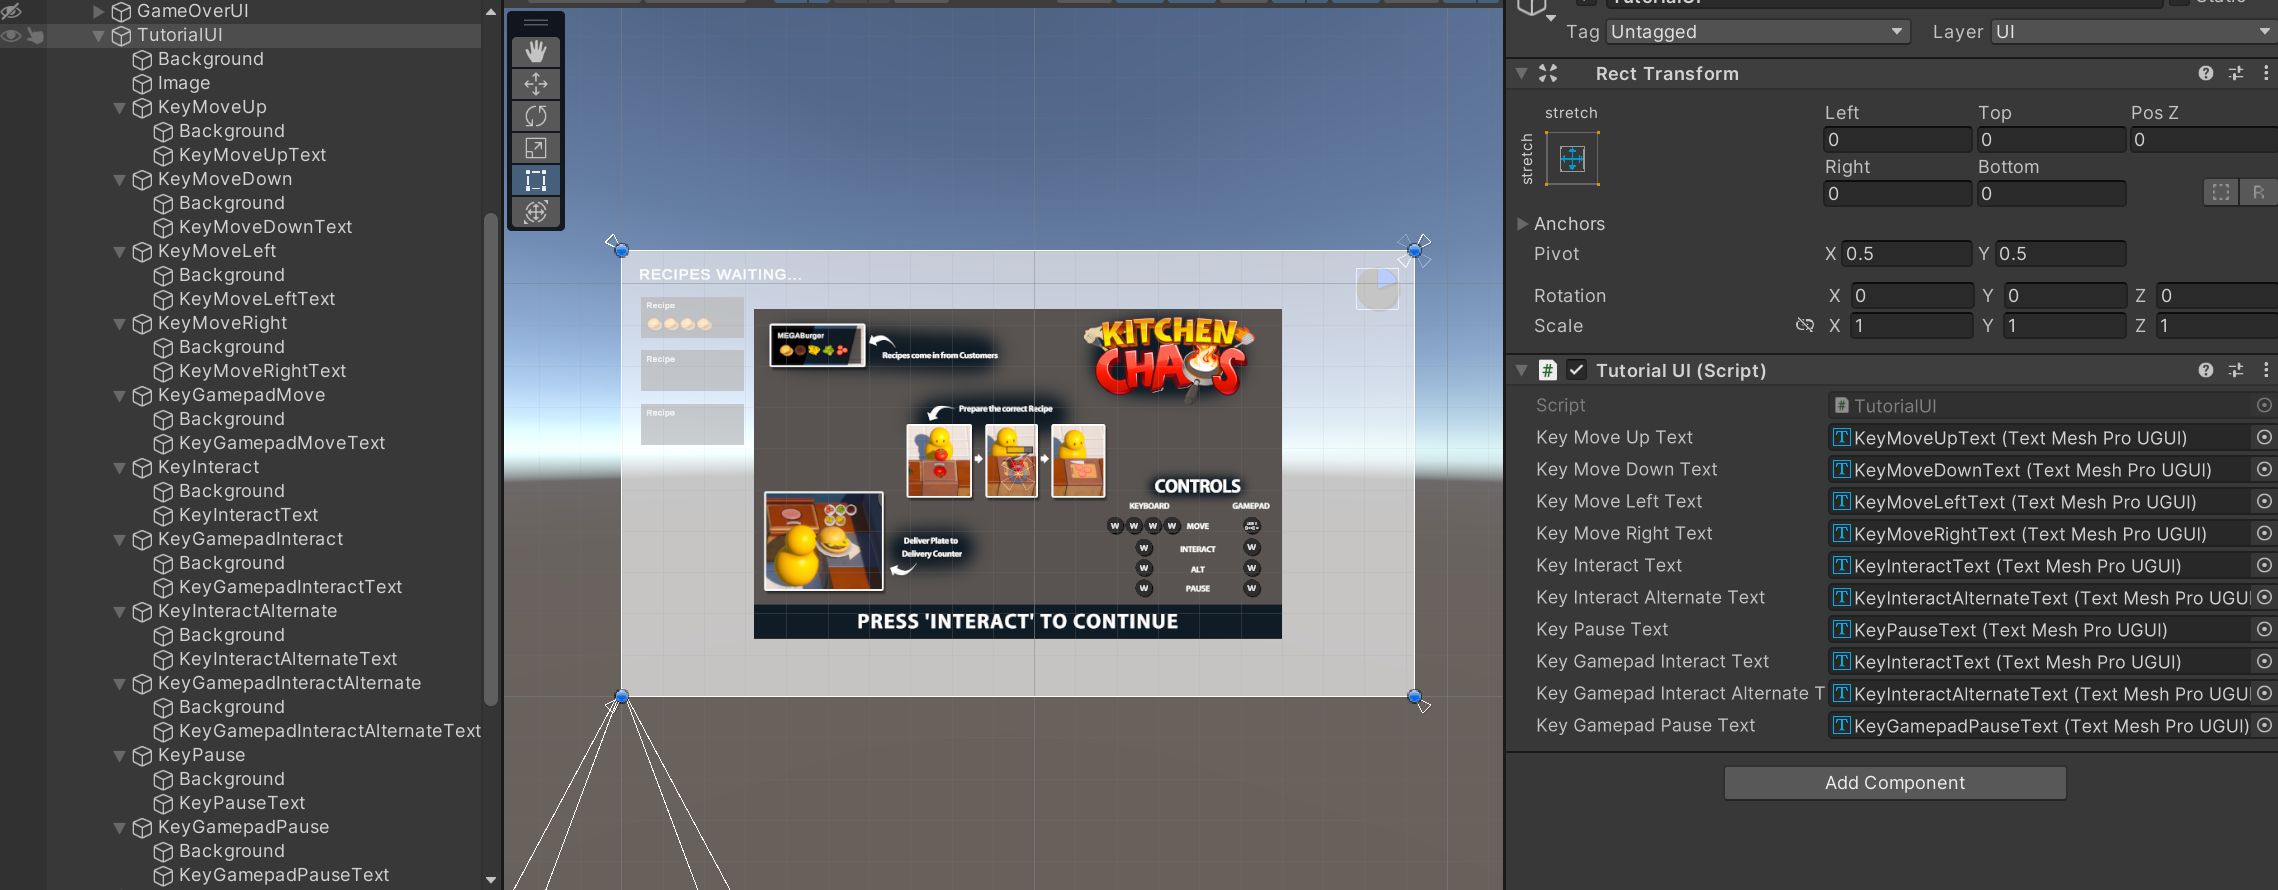 GameOverUI
TutorialUI
Background
Image
KeyMoveUp
Background
KeyMoveUpText
KeyMoveDown
Background
KeyMoveDownText
KeyMoveLeft
Background
KeyMoveLeftText
KeyMoveRight
Background
KeyMoveRightText
KeyGamepadMove
Background
KeyGamepadMoveText
KeyInteract
Background
KeyInteractText
KeyGamepadInteract
Background
KeyGamepadInteractText
KeyInteractAlternate
Background
KeyInteractAlternateText
KeyGamepadInteractAlternate
Background
KeyGamepadInteractAlternateText
KeyPause
Background
KeyPauseText
KeyGamepadPause
Background
KeyGamepadPauseText
RECIPES WAITING...
Recipe
Recipe
Recipe
MEGABurger
Recipes come in from Customers
KITCHEN
CHAOS
Prepare the correct Recipe
Deliver Plate to
Delivery Counter
CONTROLS
KEYBOARD GAMEPAD
W W W W MOVE
W INTERACT W
W ALT W
W PAUSE W
PRESS 'INTERACT' TO CONTINUE
Tag Untagged Layer UI
Rect Transform
stretch
stretch
Left Top Pos Z
0 0 0
Right Bottom
0 0
R
Anchors
Pivot X 0.5 Y 0.5
Rotation X 0 Y 0 Z 0
Scale X 1 Y 1 Z 1
# Tutorial UI (Script)
Script # TutorialUI
Key Move Up Text KeyMoveUpText (Text Mesh Pro UGUI)
Key Move Down Text KeyMoveDownText (Text Mesh Pro UGUI)
Key Move Left Text KeyMoveLeftText (Text Mesh Pro UGUI)
Key Move Right Text KeyMoveRightText (Text Mesh Pro UGUI)
Key Interact Text KeyInteractText (Text Mesh Pro UGUI)
Key Interact Alternate Text KeyInteractAlternateText (Text Mesh Pro UGUI
Key Pause Text KeyPauseText (Text Mesh Pro UGUI)
Key Gamepad Interact Text KeyInteractText (Text Mesh Pro UGUI)
Key Gamepad Interact Alternate T KeyInteractAlternateText (Text Mesh Pro UGUI
Key Gamepad Pause Text KeyGamepadPauseText (Text Mesh Pro UGUI)
Add Component